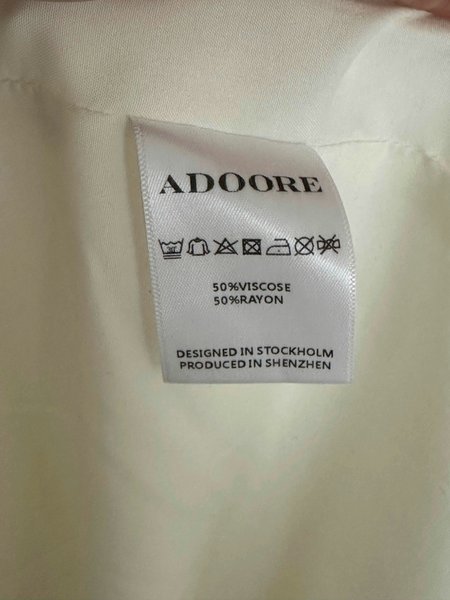 ADOORE
50%VISCOSE
50%RAYON
DESIGNED IN STOCKHOLM
PRODUCED IN SHENZHEN